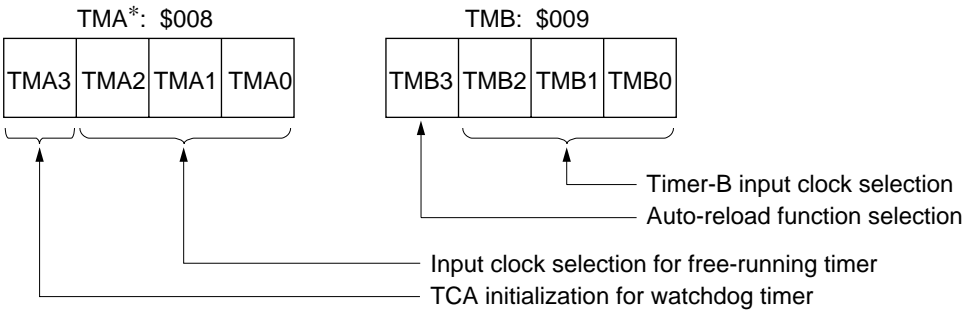 TMA*: $008
TMB: $009
TMA3 TMA2 TMA1 TMA0
TMB3 TMB2 TMB1 TMB0
Timer-B input clock selection
Auto-reload function selection
Input clock selection for free-running timer
TCA initialization for watchdog timer